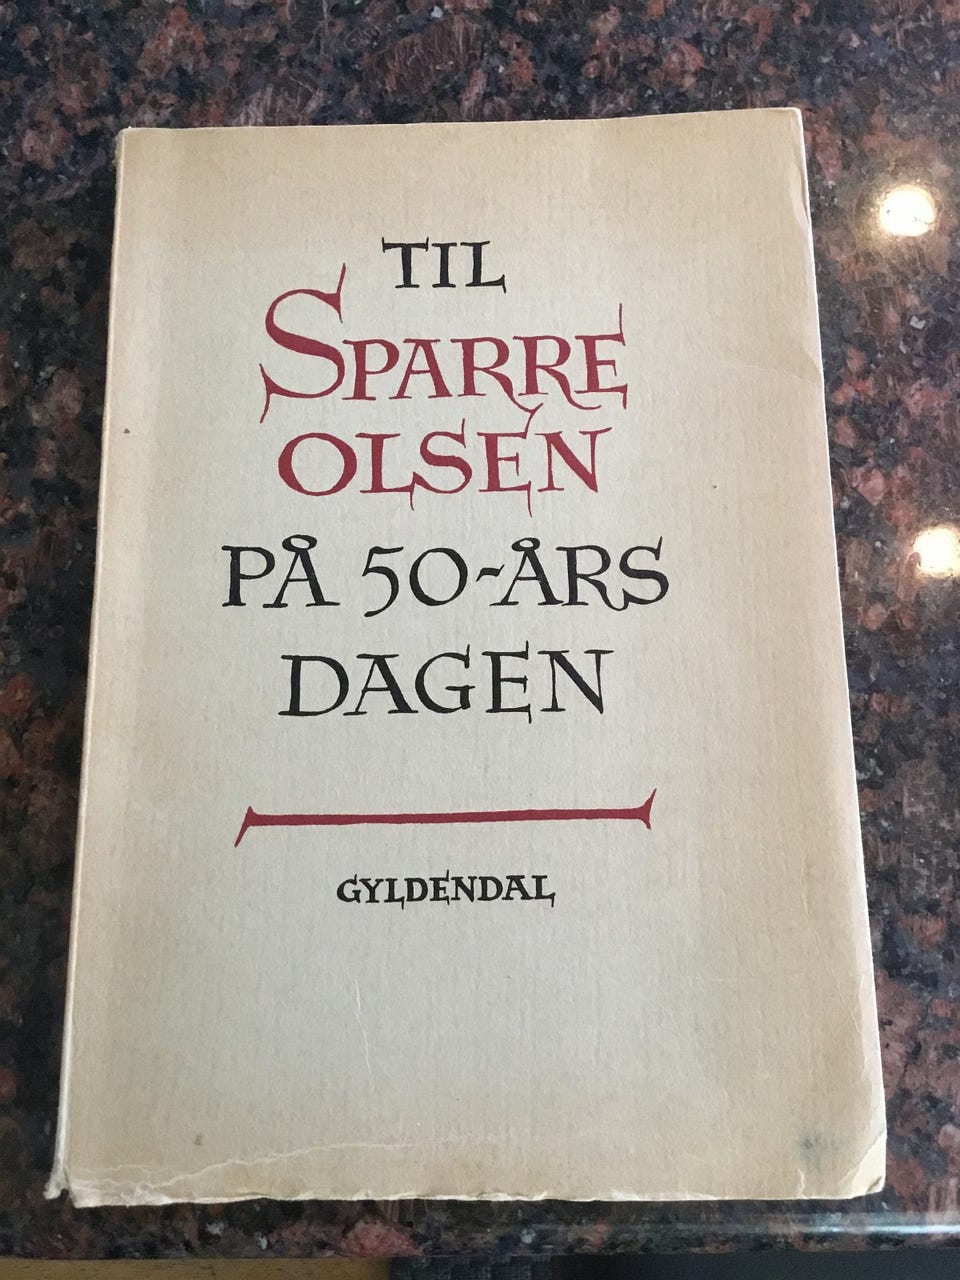 TIL
SPARRE
OLSEN
PÅ 50-ÅRS
DAGEN
GYLDENDAL